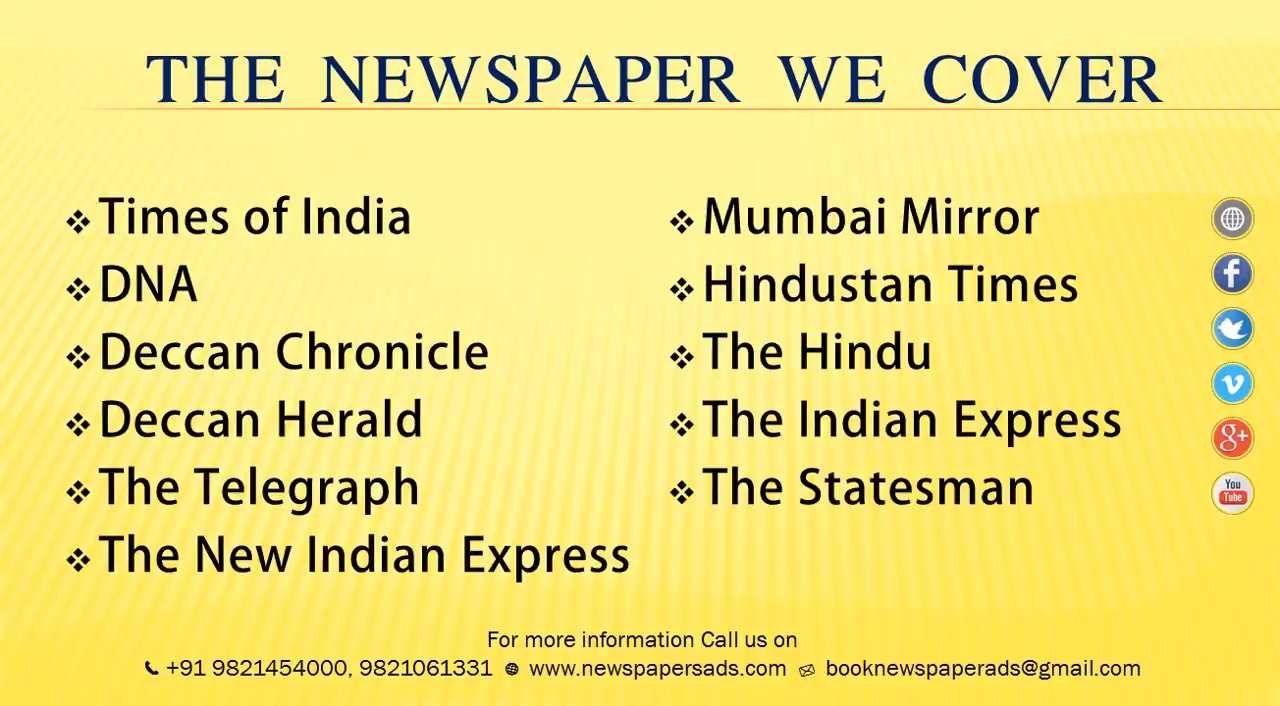 THE NEWSPAPER WE COVER
Times of India
DNA
Deccan Chronicle
Deccan Herald
The Telegraph
The New Indian Express
Mumbai Mirror
Hindustan Times
The Hindu
The Indian Express
The Statesman
f
v
g+
You
Tube
For more information Call us on
+91 9821454000, 9821061331 www.newspapersads.com booknewspaperads@gmail.com